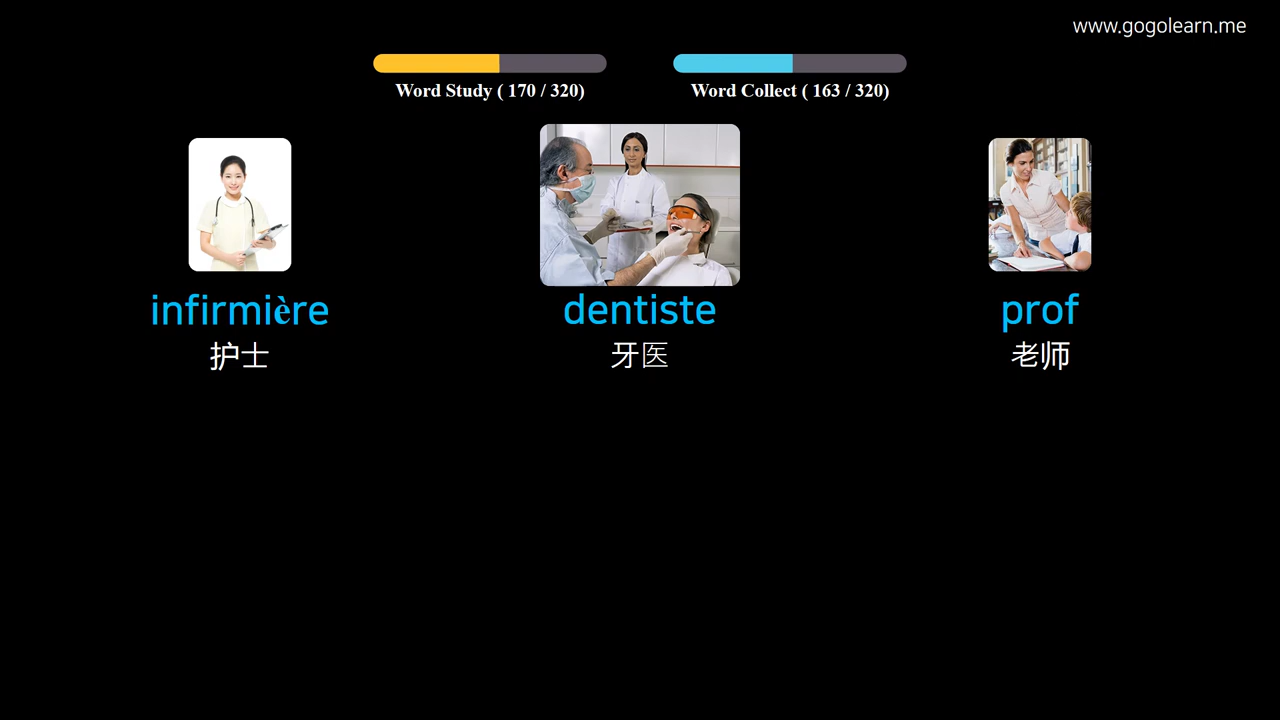 www.gogolearn.me
Word Study ( 170 / 320)
Word Collect ( 163 / 320)
infirmière
护士
dentiste
牙医
prof
老师